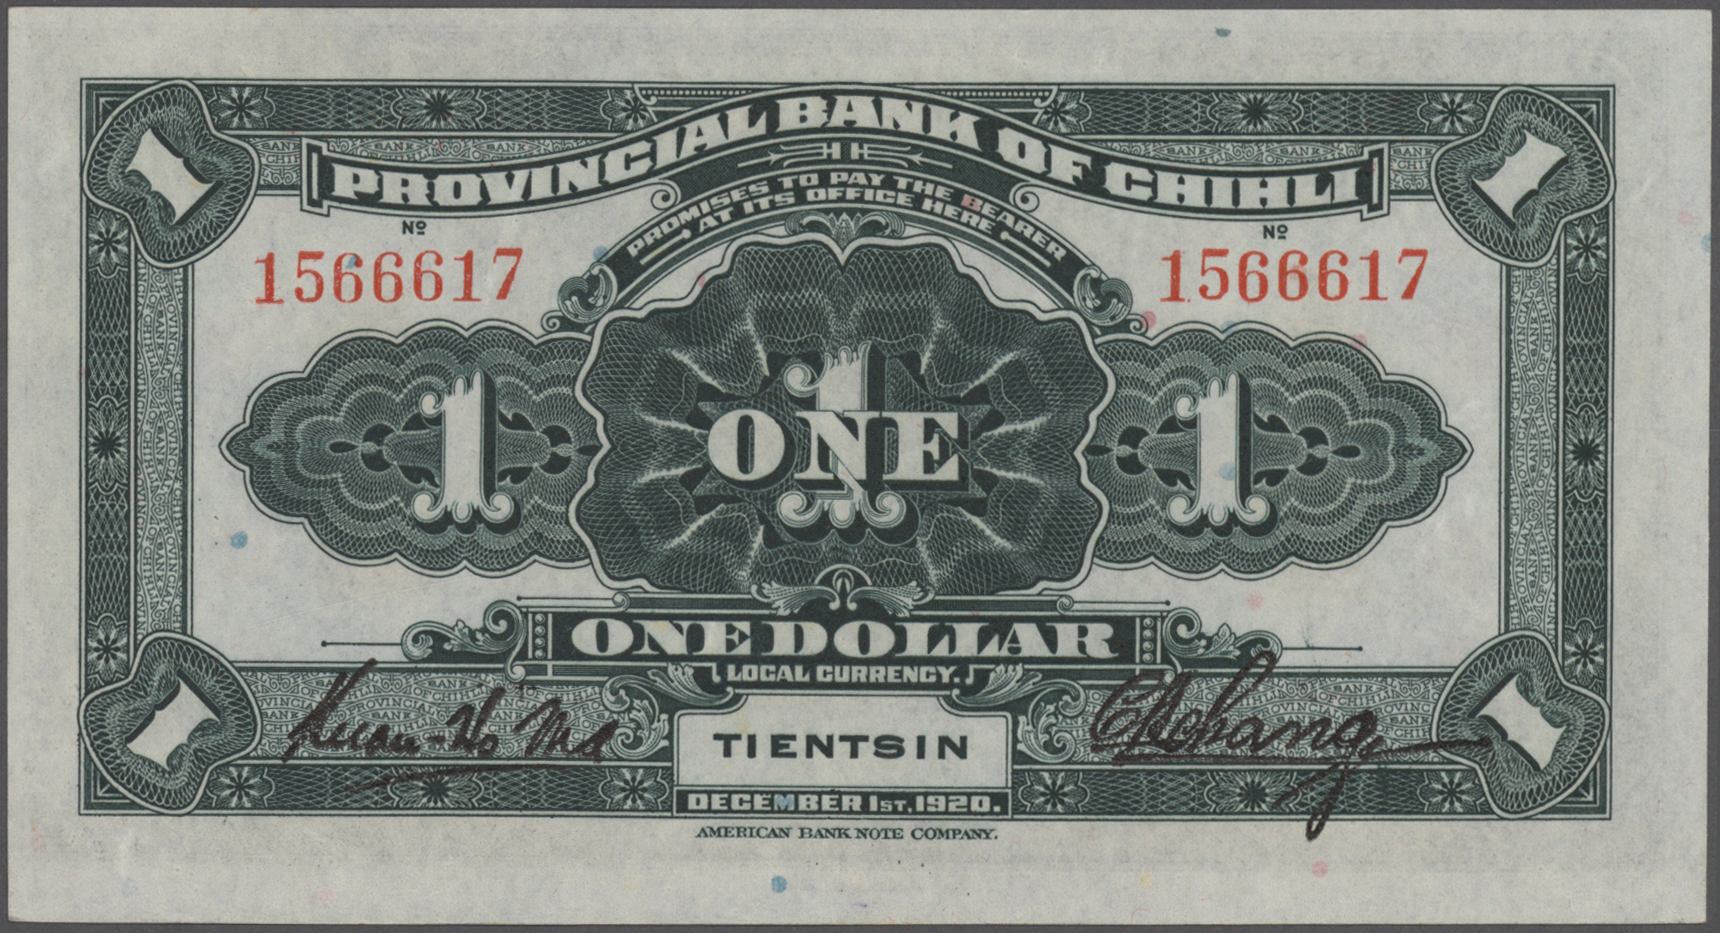 PROVINCIAL BANK OF CHIHLI
PROMISES TO PAY THE BEARER
AT ITS OFFICE HERE
1
1
Nº
Nº
1566617
1566617
1
1
ONE
1
ONE DOLLAR
LOCAL CURRENCY.
TIENTSIN
DECEMBER 1ST, 1920.
1
1
AMERICAN BANK NOTE COMPANY.